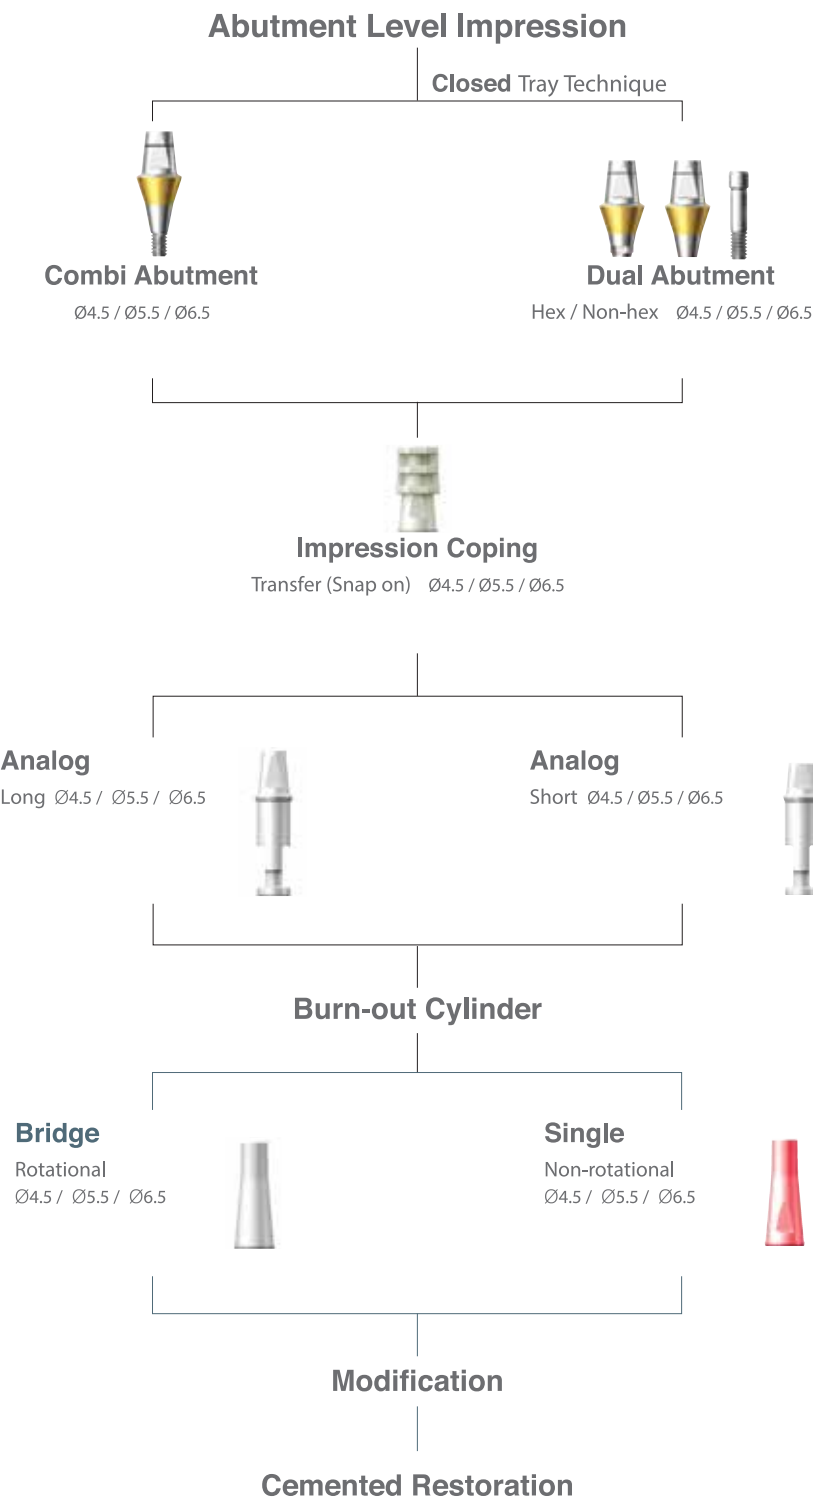 Abutment Level Impression
Closed Tray Technique
Combi Abutment
Ø4.5 / Ø5.5 / Ø6.5
Dual Abutment
Hex / Non-hex Ø4.5 / Ø5.5 / Ø6.5
Impression Coping
Transfer (Snap on) Ø4.5 / Ø5.5 / Ø6.5
Analog
Long Ø4.5 / Ø5.5 / Ø6.5
Analog
Short Ø4.5 / Ø5.5 / Ø6.5
Burn-out Cylinder
Bridge
Rotational
Ø4.5 / Ø5.5 / Ø6.5
Single
Non-rotational
Ø4.5 / Ø5.5 / Ø6.5
Modification
Cemented Restoration